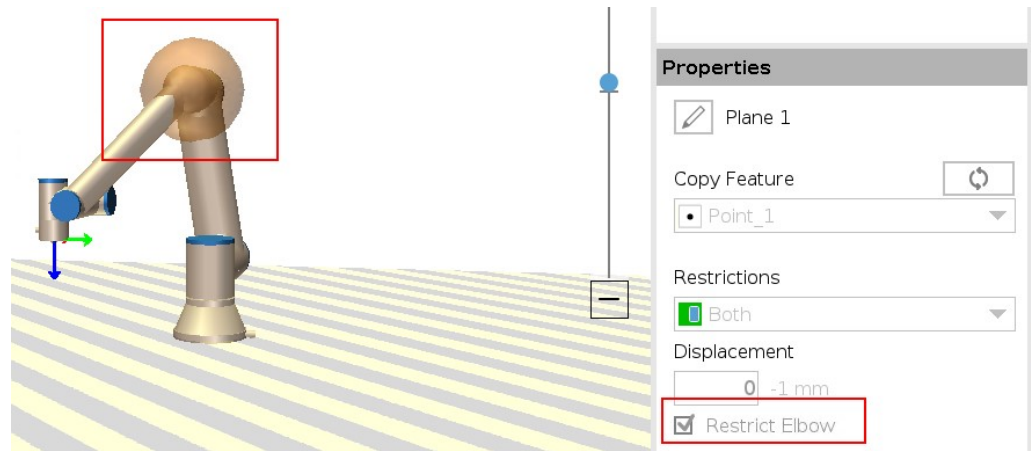 Properties
Plane 1
Copy Feature
Point_1
Restrictions
Both
Displacement
0 -1 mm
Restrict Elbow